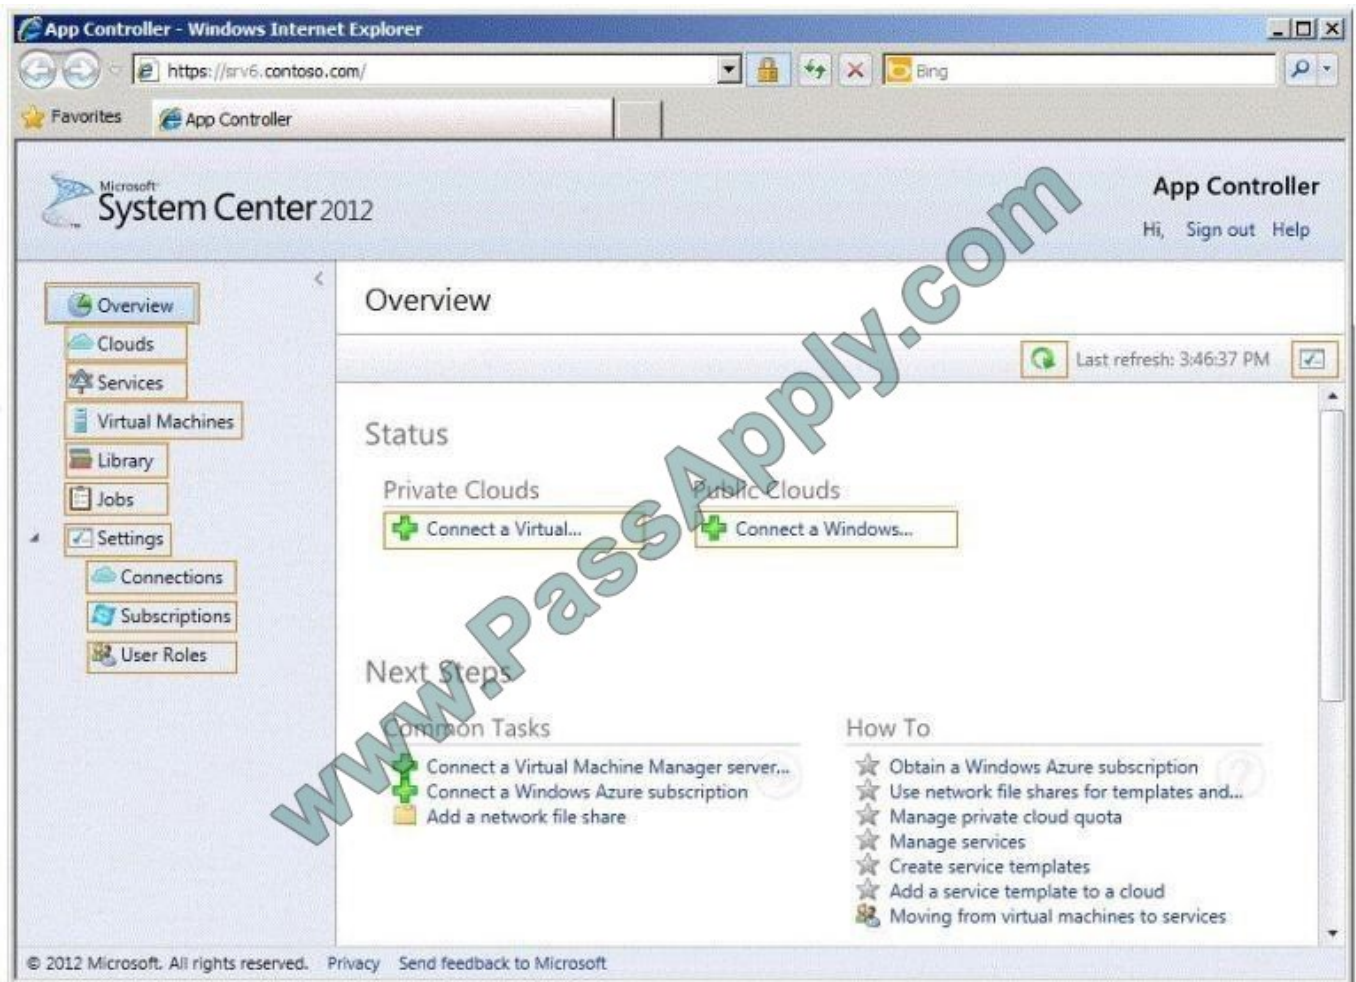 App Controller - Windows Internet Explorer
https://srv6.contoso.com/
Bing
Favorites
App Controller
Microsoft
System Center 2012
App Controller
Hi, Sign out Help
Overview
Clouds
Services
Virtual Machines
Library
Jobs
Settings
Connections
Subscriptions
User Roles
Overview
Last refresh: 3:46:37 PM
Status
Private Clouds
Connect a Virtual...
Public Clouds
Connect a Windows...
Next Steps
Common Tasks
Connect a Virtual Machine Manager server...
Connect a Windows Azure subscription
Add a network file share
How To
Obtain a Windows Azure subscription
Use network file shares for templates and...
Manage private cloud quota
Manage services
Create service templates
Add a service template to a cloud
Moving from virtual machines to services
www.PassApply.com
© 2012 Microsoft. All rights reserved. Privacy Send feedback to Microsoft